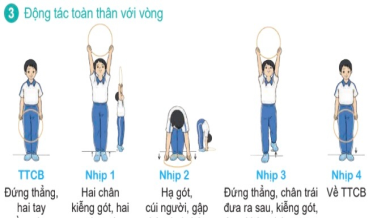 3 Động tác toàn thân với vòng
TTCB Nhịp 1 Nhịp 2 Nhịp 3 Nhịp 4
Đứng thẳng, Hai chân Hạ gót, Đứng thẳng, chân trái Về TTCB
hai tay kiễng gót, hai cúi người, gập đưa ra sau, kiễng gót,